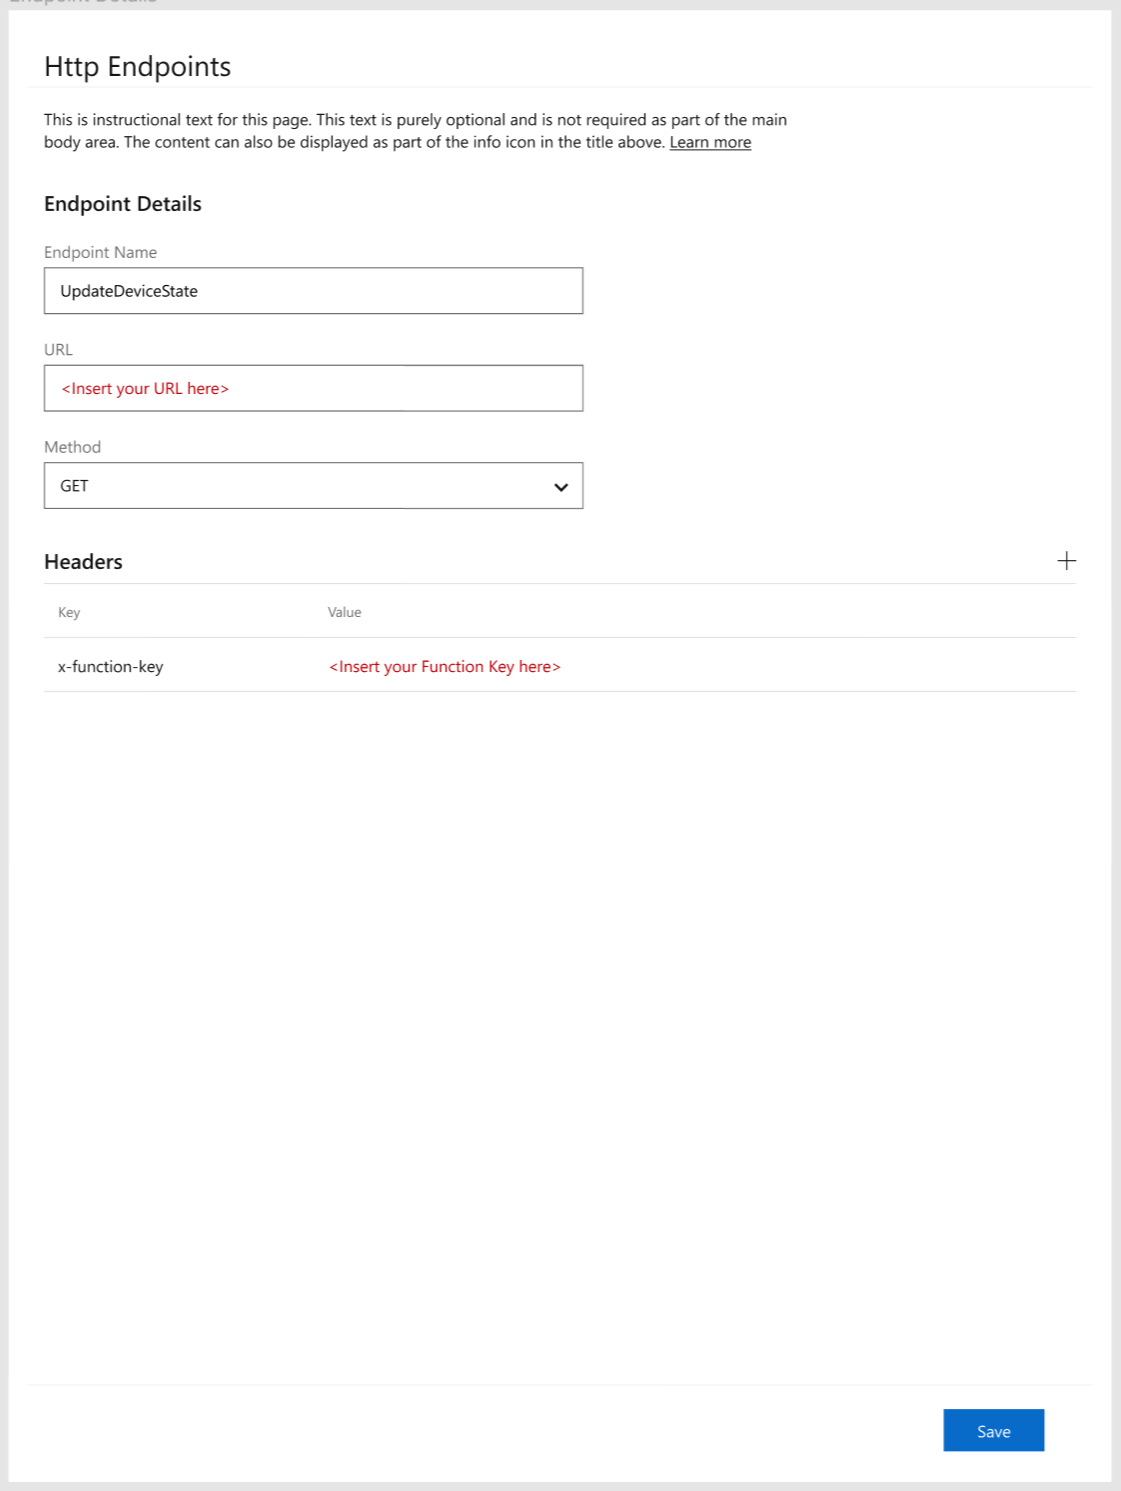 Endpoint Details
Http Endpoints
This is instructional text for this page. This text is purely optional and is not required as part of the main
body area. The content can also be displayed as part of the info icon in the title above. Learn more
Endpoint Details
Endpoint Name
UpdateDeviceState
URL
<Insert your URL here>
Method
GET
Headers
Key Value
x-function-key <Insert your Function Key here>
Save